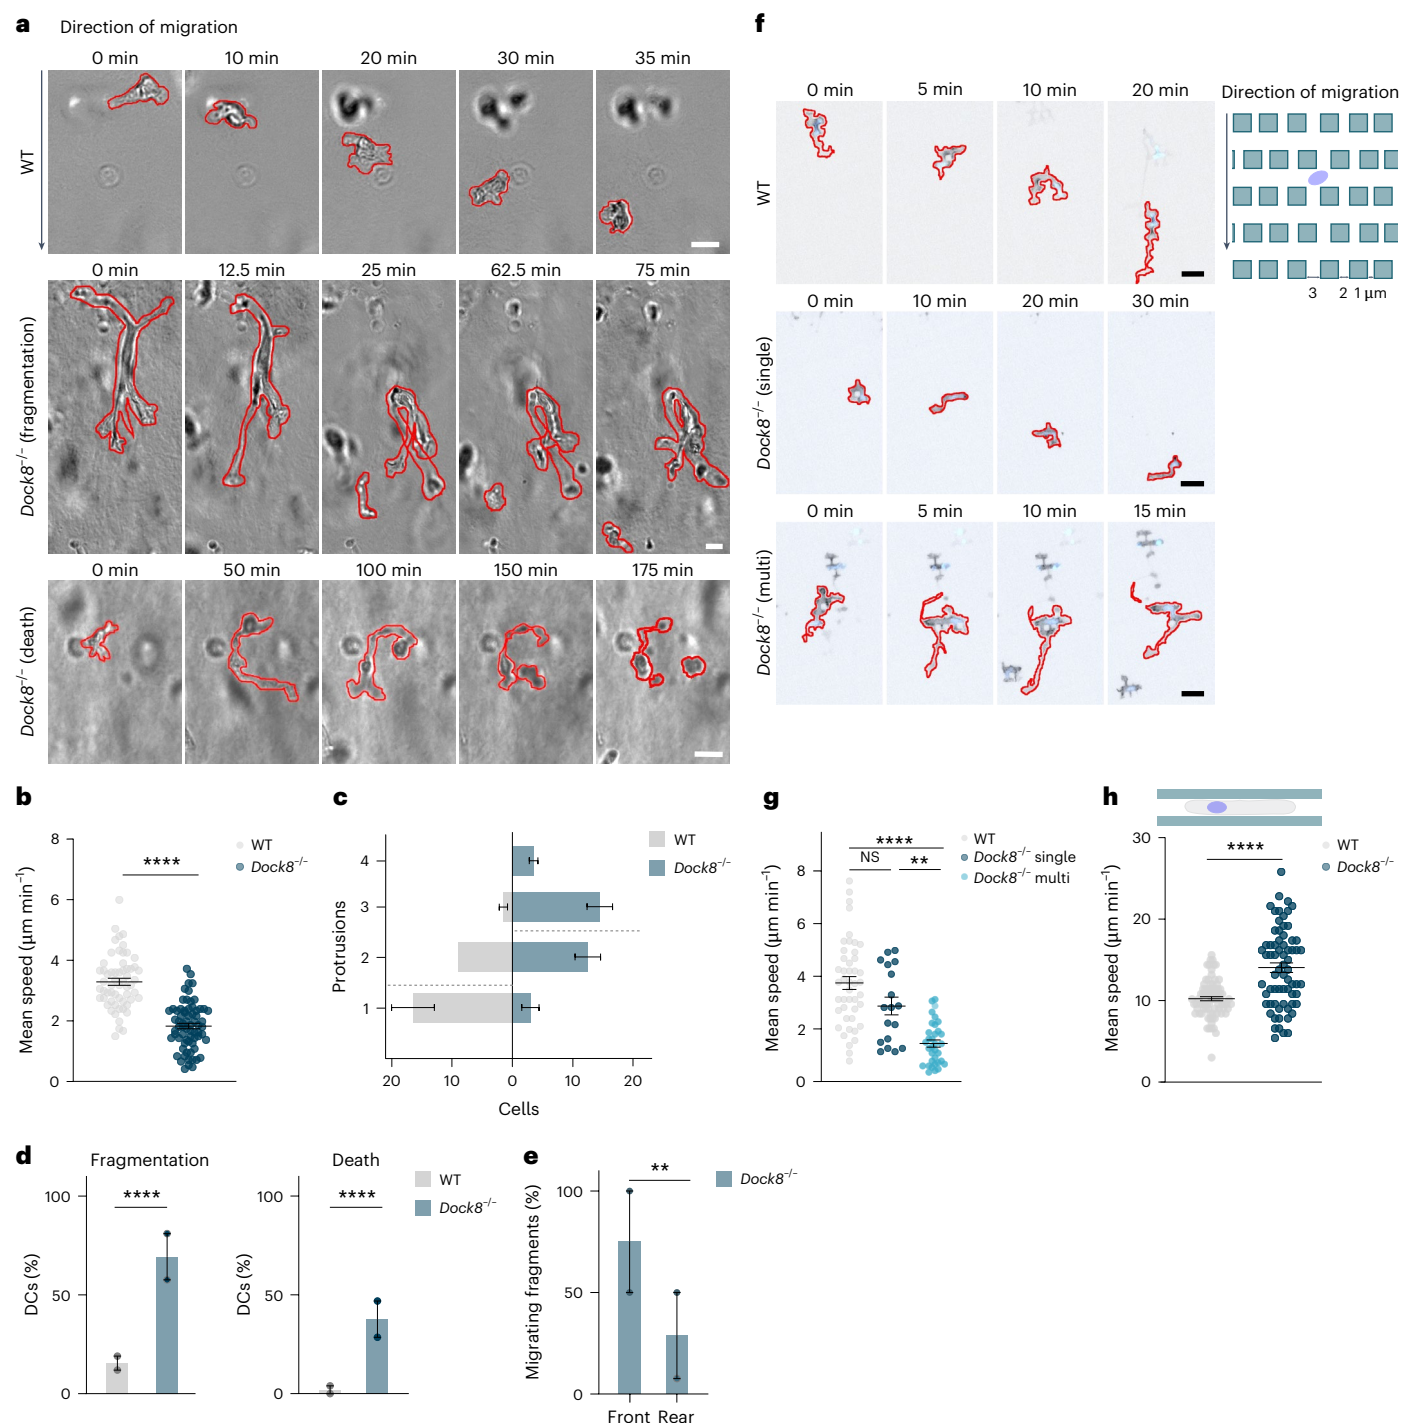 a
Direction of migration
0 min 10 min 20 min 30 min 35 min
WT
0 min 12.5 min 25 min 62.5 min 75 min
Dock8−/− (fragmentation)
0 min 50 min 100 min 150 min 175 min
Dock8−/− (death)
f
0 min 5 min 10 min 20 min
Direction of migration
WT
3 2 1 µm
0 min 10 min 20 min 30 min
Dock8−/− (single)
0 min 5 min 10 min 15 min
Dock8−/− (multi)
b
Mean speed (µm min−1)
8
6
4
2
0
****
WT
Dock8−/−
c
Protrusions
4
3
2
1
20 10 0 10 20
Cells
WT
Dock8−/−
g
Mean speed (µm min−1)
8
6
4
2
0
****
NS
**
WT
Dock8−/− single
Dock8−/− multi
h
Mean speed (µm min−1)
30
20
10
0
****
WT
Dock8−/−
d
Fragmentation
DCs (%)
100
50
0
****
Death
DCs (%)
100
50
0
****
WT
Dock8−/−
e
Migrating fragments (%)
100
50
0
**
Front Rear
Dock8−/−